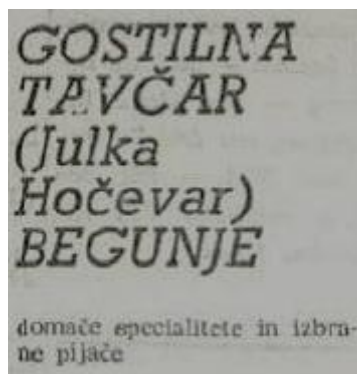 GOSTILNA
TAVČAR
(Julka
Hočevar)
BEGUNJE
domače specialitete in izbra-
ne pijače